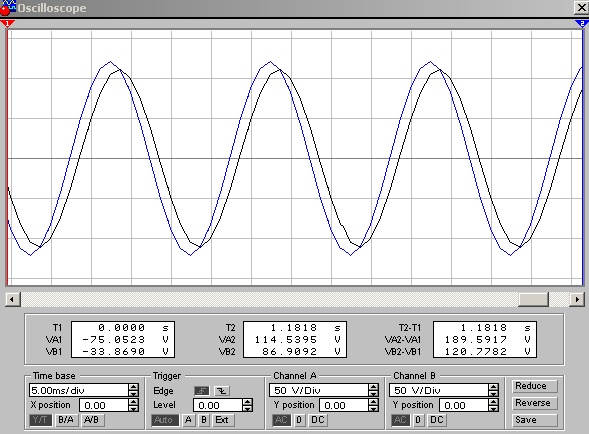 Oscilloscope
1 2
T1 0.0000 s T2 1.1818 s T2-T1 1.1818 s
VA1 -75.0523 V VA2 114.5395 V VA2-VA1 189.5917 V
VB1 -33.8690 V VB2 86.9092 V VB2-VB1 120.7782 V
Time base Trigger Channel A Channel B
5.00ms/div Edge 50 V/Div 50 V/Div Reduce
X position 0.00 Level 0.00 Y position 0.00 Y position 0.00 Reverse
Y/T B/A A/B Auto A B Ext AC 0 DC AC 0 DC Save